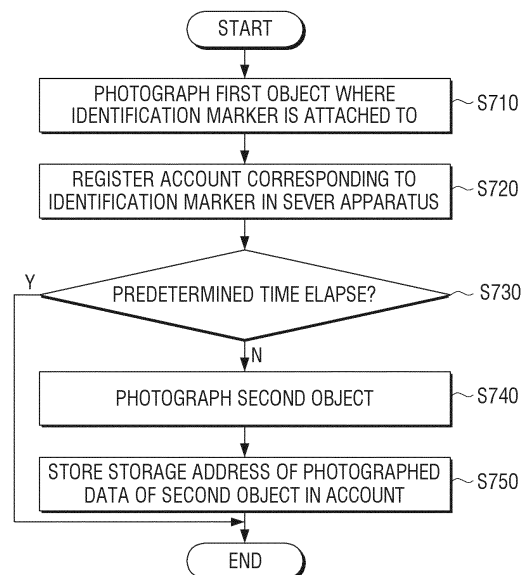 START
PHOTOGRAPH FIRST OBJECT WHERE
IDENTIFICATION MARKER IS ATTACHED TO
S710
REGISTER ACCOUNT CORRESPONDING TO
IDENTIFICATION MARKER IN SEVER APPARATUS
S720
Y
PREDETERMINED TIME ELAPSE?
S730
N
PHOTOGRAPH SECOND OBJECT
S740
STORE STORAGE ADDRESS OF PHOTOGRAPHED
DATA OF SECOND OBJECT IN ACCOUNT
S750
END